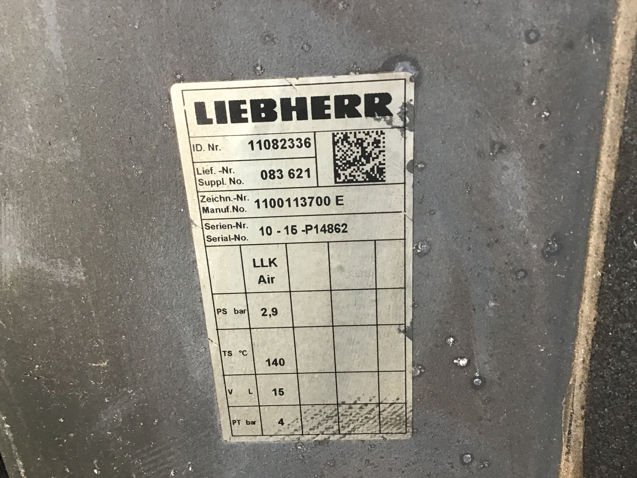 LIEBHERR
ID. Nr. 11082336
Lief. -Nr.
Suppl. No. 083 621
Zeichn.-Nr.
Manuf.No. 1100113700 E
Serien-Nr.
Serial-No. 10 - 15 -P14862
LLK
Air
PS bar 2,9
TS °C 140
V L 15
PT bar 4